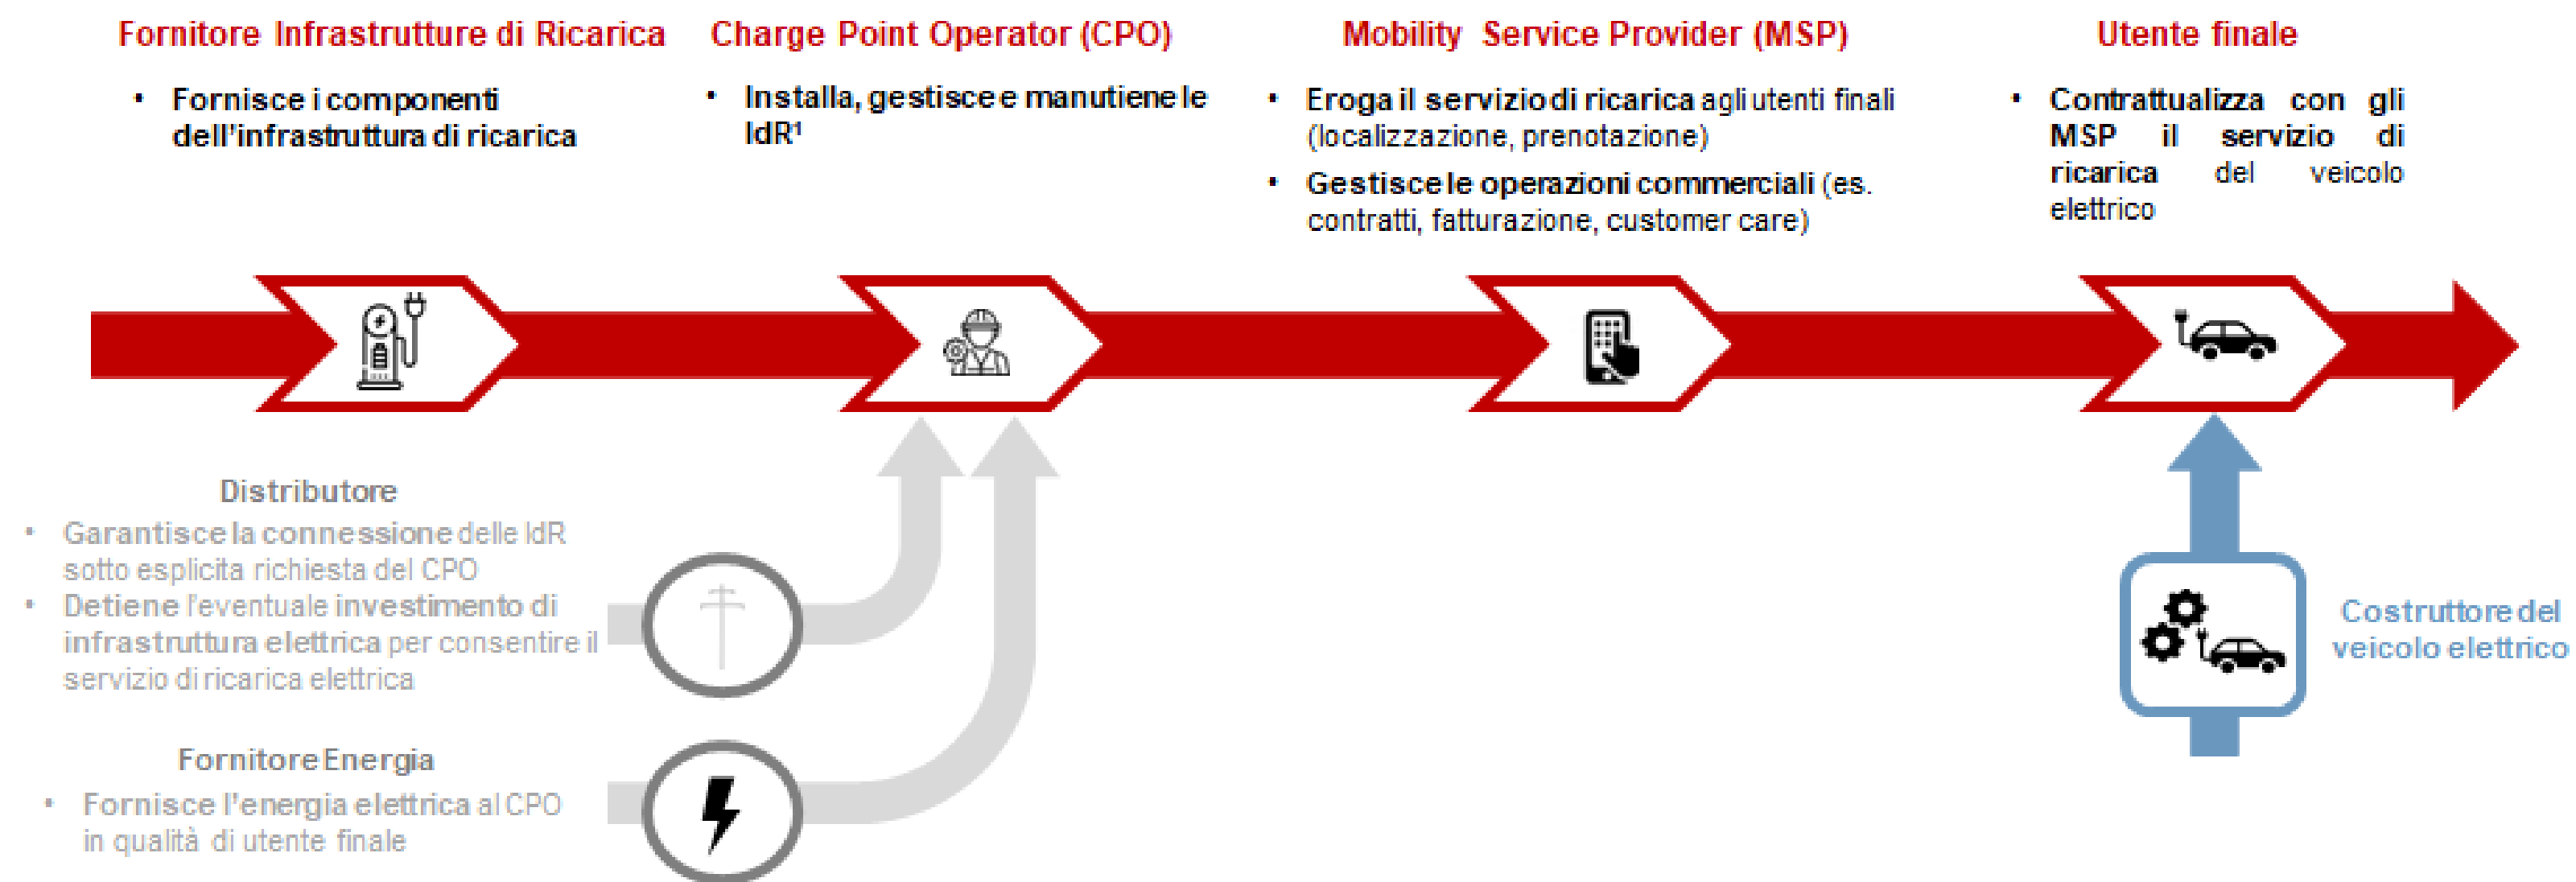 Fornitore Infrastrutture di Ricarica
• Fornisce i componenti
dell'infrastruttura di ricarica
Charge Point Operator (CPO)
• Installa, gestisce e manutiene le
IdR¹
Mobility Service Provider (MSP)
• Eroga il servizio di ricarica agli utenti finali
(localizzazione, prenotazione)
• Gestisce le operazioni commerciali (es.
contratti, fatturazione, customer care)
Utente finale
• Contrattualizza con gli
MSP il servizio di
ricarica del veicolo
elettrico
Distributore
• Garantisce la connessione delle IdR
sotto esplicita richiesta del CPO
• Detiene l'eventuale investimento di
infrastruttura elettrica per consentire il
servizio di ricarica elettrica
Fornitore Energia
• Fornisce l'energia elettrica al CPO
in qualità di utente finale
Costruttore del
veicolo elettrico